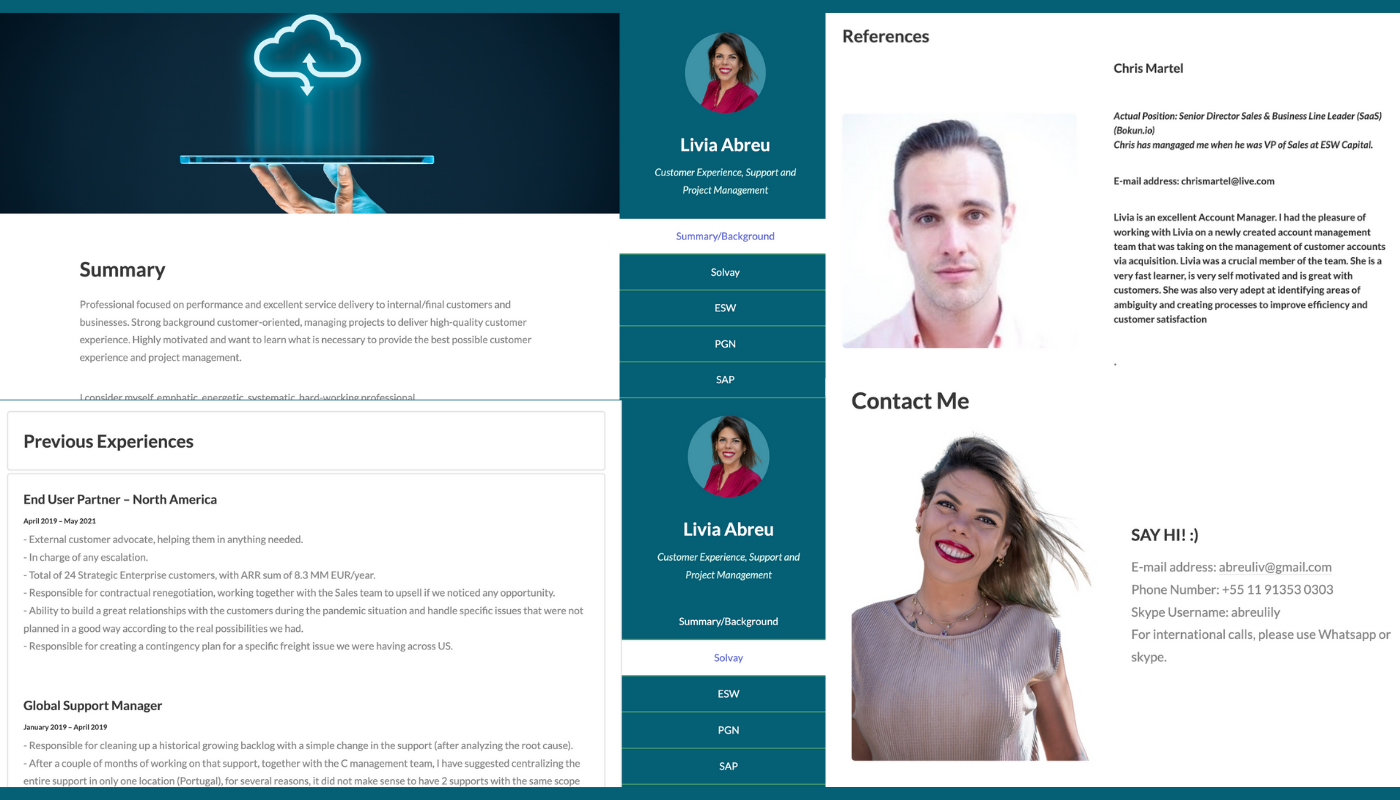 Summary
Professional focused on performance and excellent service delivery to internal/final customers and
businesses. Strong background customer-oriented, managing projects to deliver high-quality customer
experience. Highly motivated and want to learn what is necessary to provide the best possible customer
experience and project management.
I consider myself, emphatic, energetic, systematic, hard-working professional.
Livia Abreu
Customer Experience, Support and
Project Management
Summary/Background
Solvay
ESW
PGN
SAP
Previous Experiences
End User Partner – North America
April 2019 – May 2021
- External customer advocate, helping them in anything needed.
- In charge of any escalation.
- Total of 24 Strategic Enterprise customers, with ARR sum of 8.3 MM EUR/year.
- Responsible for contractual renegotiation, working together with the Sales team to upsell if we noticed any opportunity.
- Ability to build a great relationships with the customers during the pandemic situation and handle specific issues that were not
planned in a good way according to the real possibilities we had.
- Responsible for creating a contingency plan for a specific freight issue we were having across US.
Global Support Manager
January 2019 – April 2019
- Responsible for cleaning up a historical growing backlog with a simple change in the support (after analyzing the root cause).
- After a couple of months of working on that support, together with the C management team, I have suggested centralizing the
entire support in only one location (Portugal), for several reasons, it did not make sense to have 2 supports with the same scope
Livia Abreu
Customer Experience, Support and
Project Management
Summary/Background
Solvay
ESW
PGN
SAP
References
Chris Martel
Actual Position: Senior Director Sales & Business Line Leader (SaaS)
(Bokun.io)
Chris has mangaged me when he was VP of Sales at ESW Capital.
E-mail address: chrismartel@live.com
Livia is an excellent Account Manager. I had the pleasure of
working with Livia on a newly created account management
team that was taking on the management of customer accounts
via acquisition. Livia was a crucial member of the team. She is a
very fast learner, is very self motivated and is great with
customers. She was also very adept at identifying areas of
ambiguity and creating processes to improve efficiency and
customer satisfaction
.
Contact Me
SAY HI! :)
E-mail address: abreuliv@gmail.com
Phone Number: +55 11 91353 0303
Skype Username: abreulily
For international calls, please use Whatsapp or
skype.